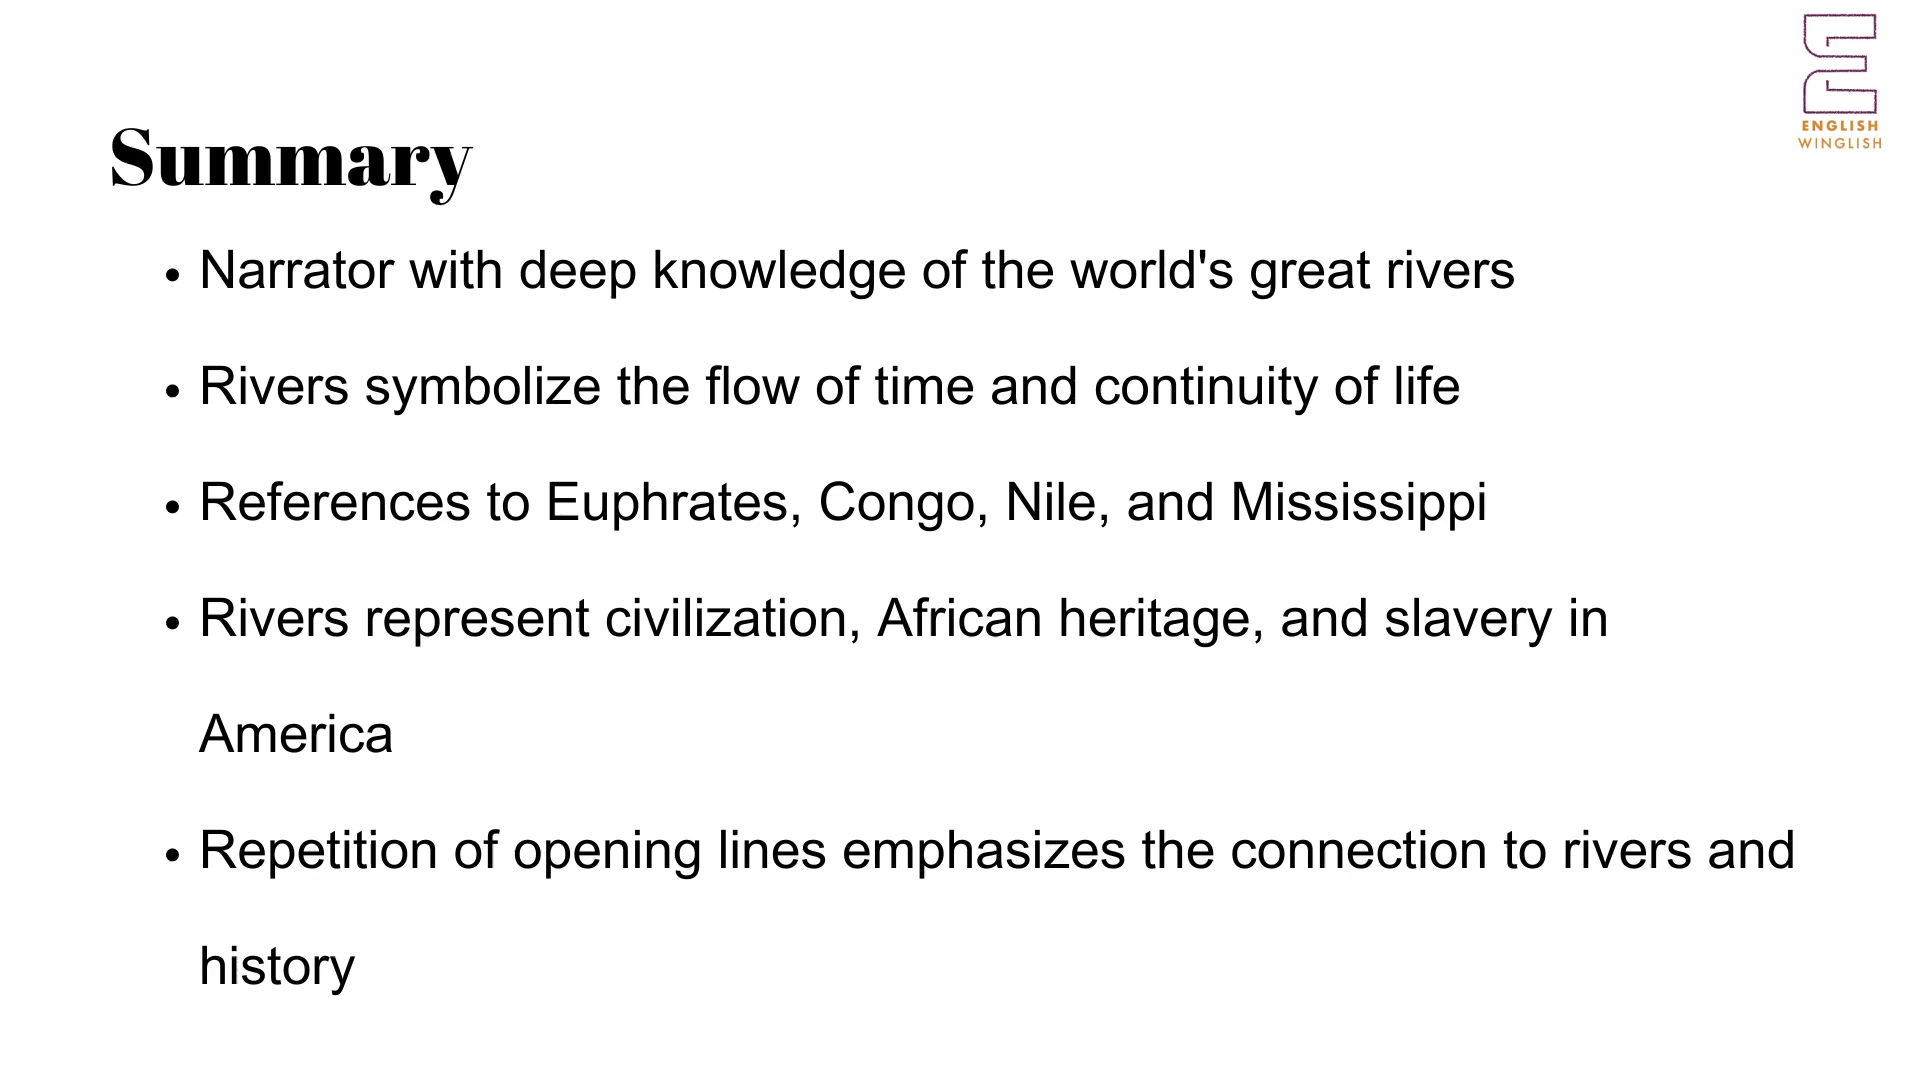 ENGLISH
WINGLISH
Summary
• Narrator with deep knowledge of the world's great rivers
• Rivers symbolize the flow of time and continuity of life
• References to Euphrates, Congo, Nile, and Mississippi
• Rivers represent civilization, African heritage, and slavery in
America
• Repetition of opening lines emphasizes the connection to rivers and
history